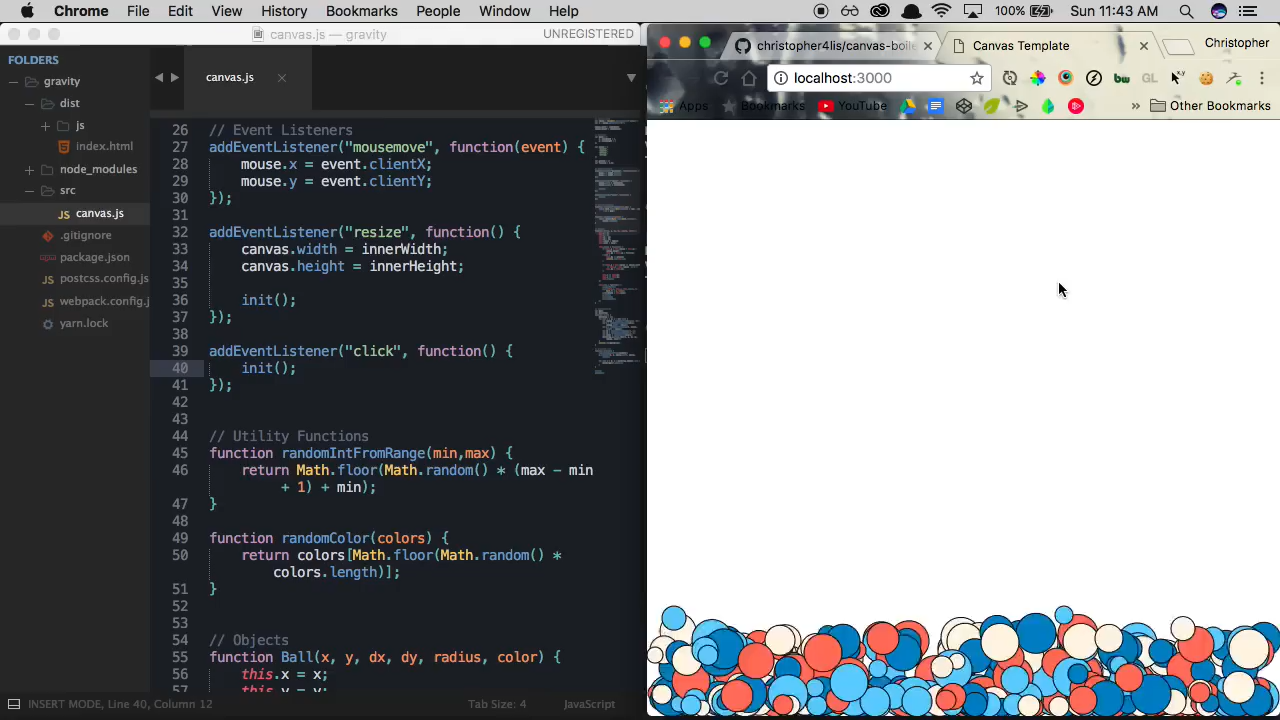 Chrome File Edit View History Bookmarks People Window Help 100% Sun 11:43 AM
canvas.js — gravity UNREGISTERED
christopher4lis/canvas-boile Canvas Template Christopher
FOLDERS
gravity
dist
js
index.html
node_modules
src
canvas.js
.gitignore
package.json
postcss.config.js
webpack.config.j
yarn.lock
canvas.js
26 // Event Listeners
27 addEventListener("mousemove", function(event) {
28 mouse.x = event.clientX;
29 mouse.y = event.clientY;
30 });
31
32 addEventListener("resize", function() {
33 canvas.width = innerWidth;
34 canvas.height = innerHeight;
35
36 init();
37 });
38
39 addEventListener("click", function() {
40 init();
41 });
42
43
44 // Utility Functions
45 function randomIntFromRange(min,max) {
46 return Math.floor(Math.random() * (max - min
+ 1) + min);
47 }
48
49 function randomColor(colors) {
50 return colors[Math.floor(Math.random() *
colors.length)];
51 }
52
53
54 // Objects
55 function Ball(x, y, dx, dy, radius, color) {
56 this.x = x;
57 this.y = y;
INSERT MODE, Line 40, Column 12 Tab Size: 4 JavaScript
localhost:3000 bw GL
Apps Bookmarks YouTube » Other Bookmarks